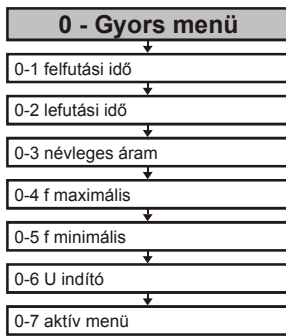 0 - Gyors menü
0-1 felfutási idő
0-2 lefutási idő
0-3 névleges áram
0-4 f maximális
0-5 f minimális
0-6 U indító
0-7 aktív menü